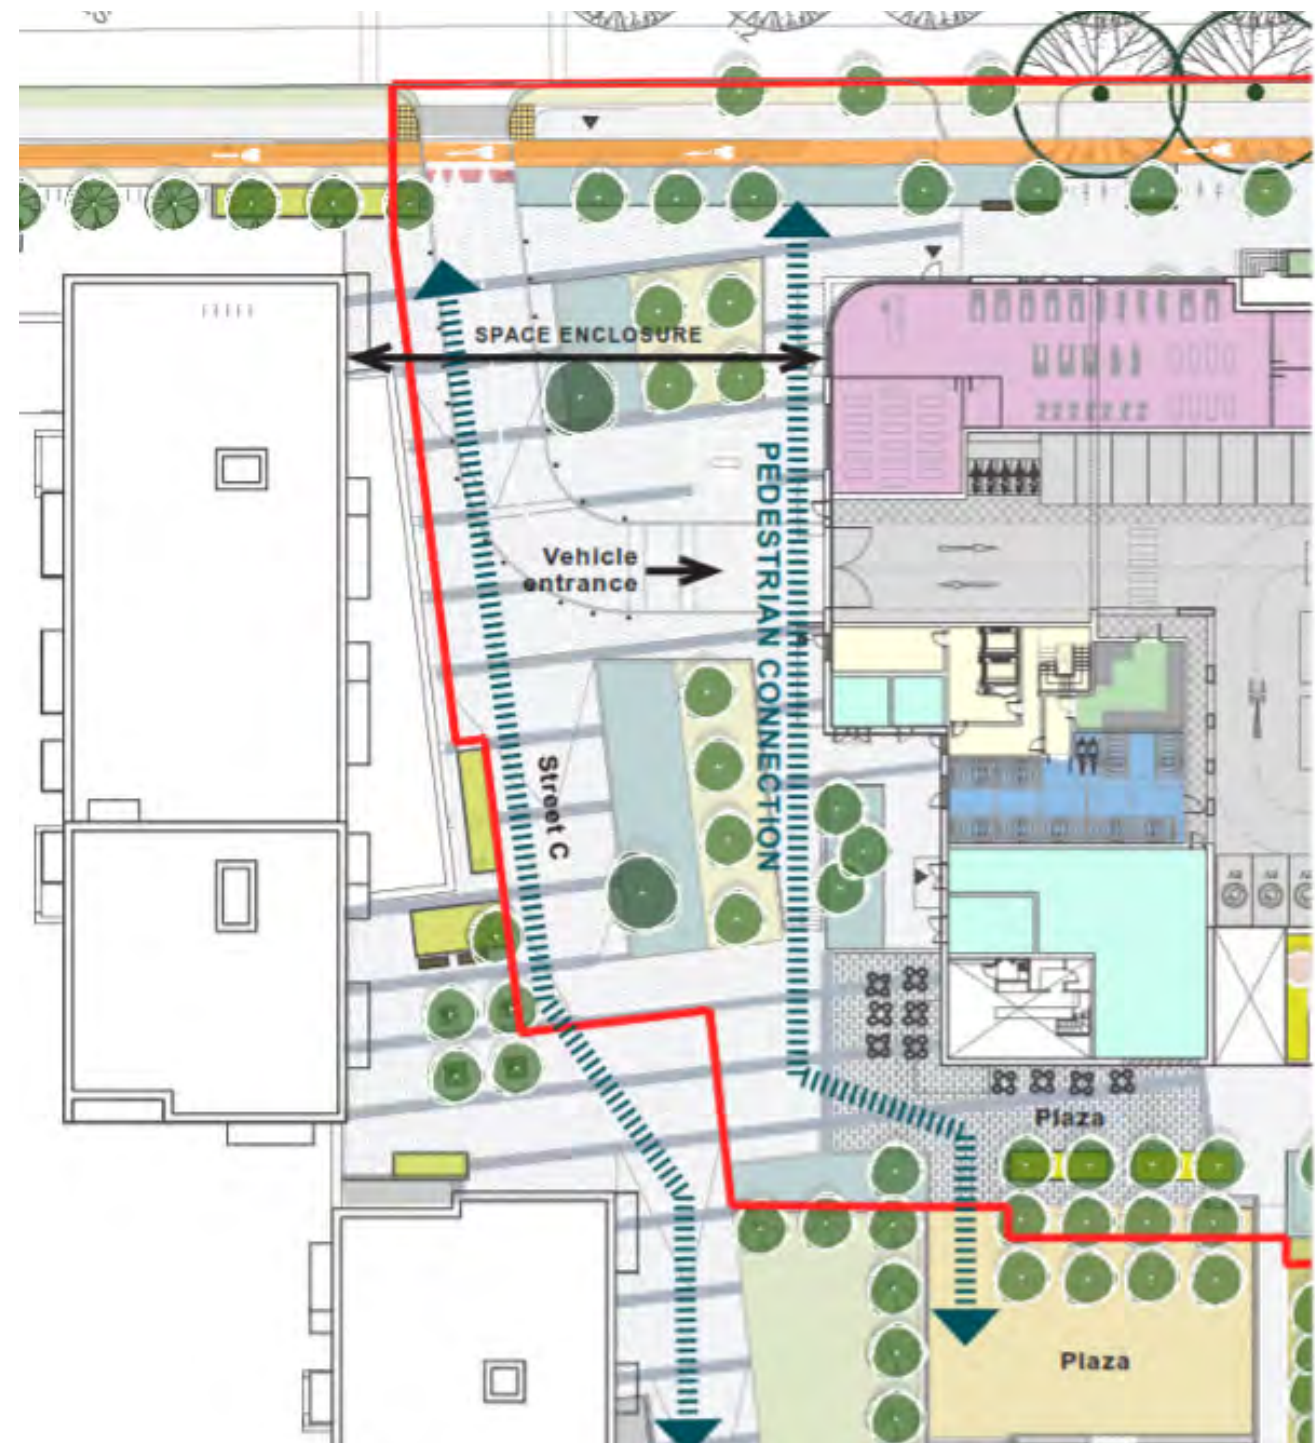 SPACE ENCLOSURE
PEDESTRIAN CONNECTION
Vehicle
entrance
Street C
Plaza
Plaza